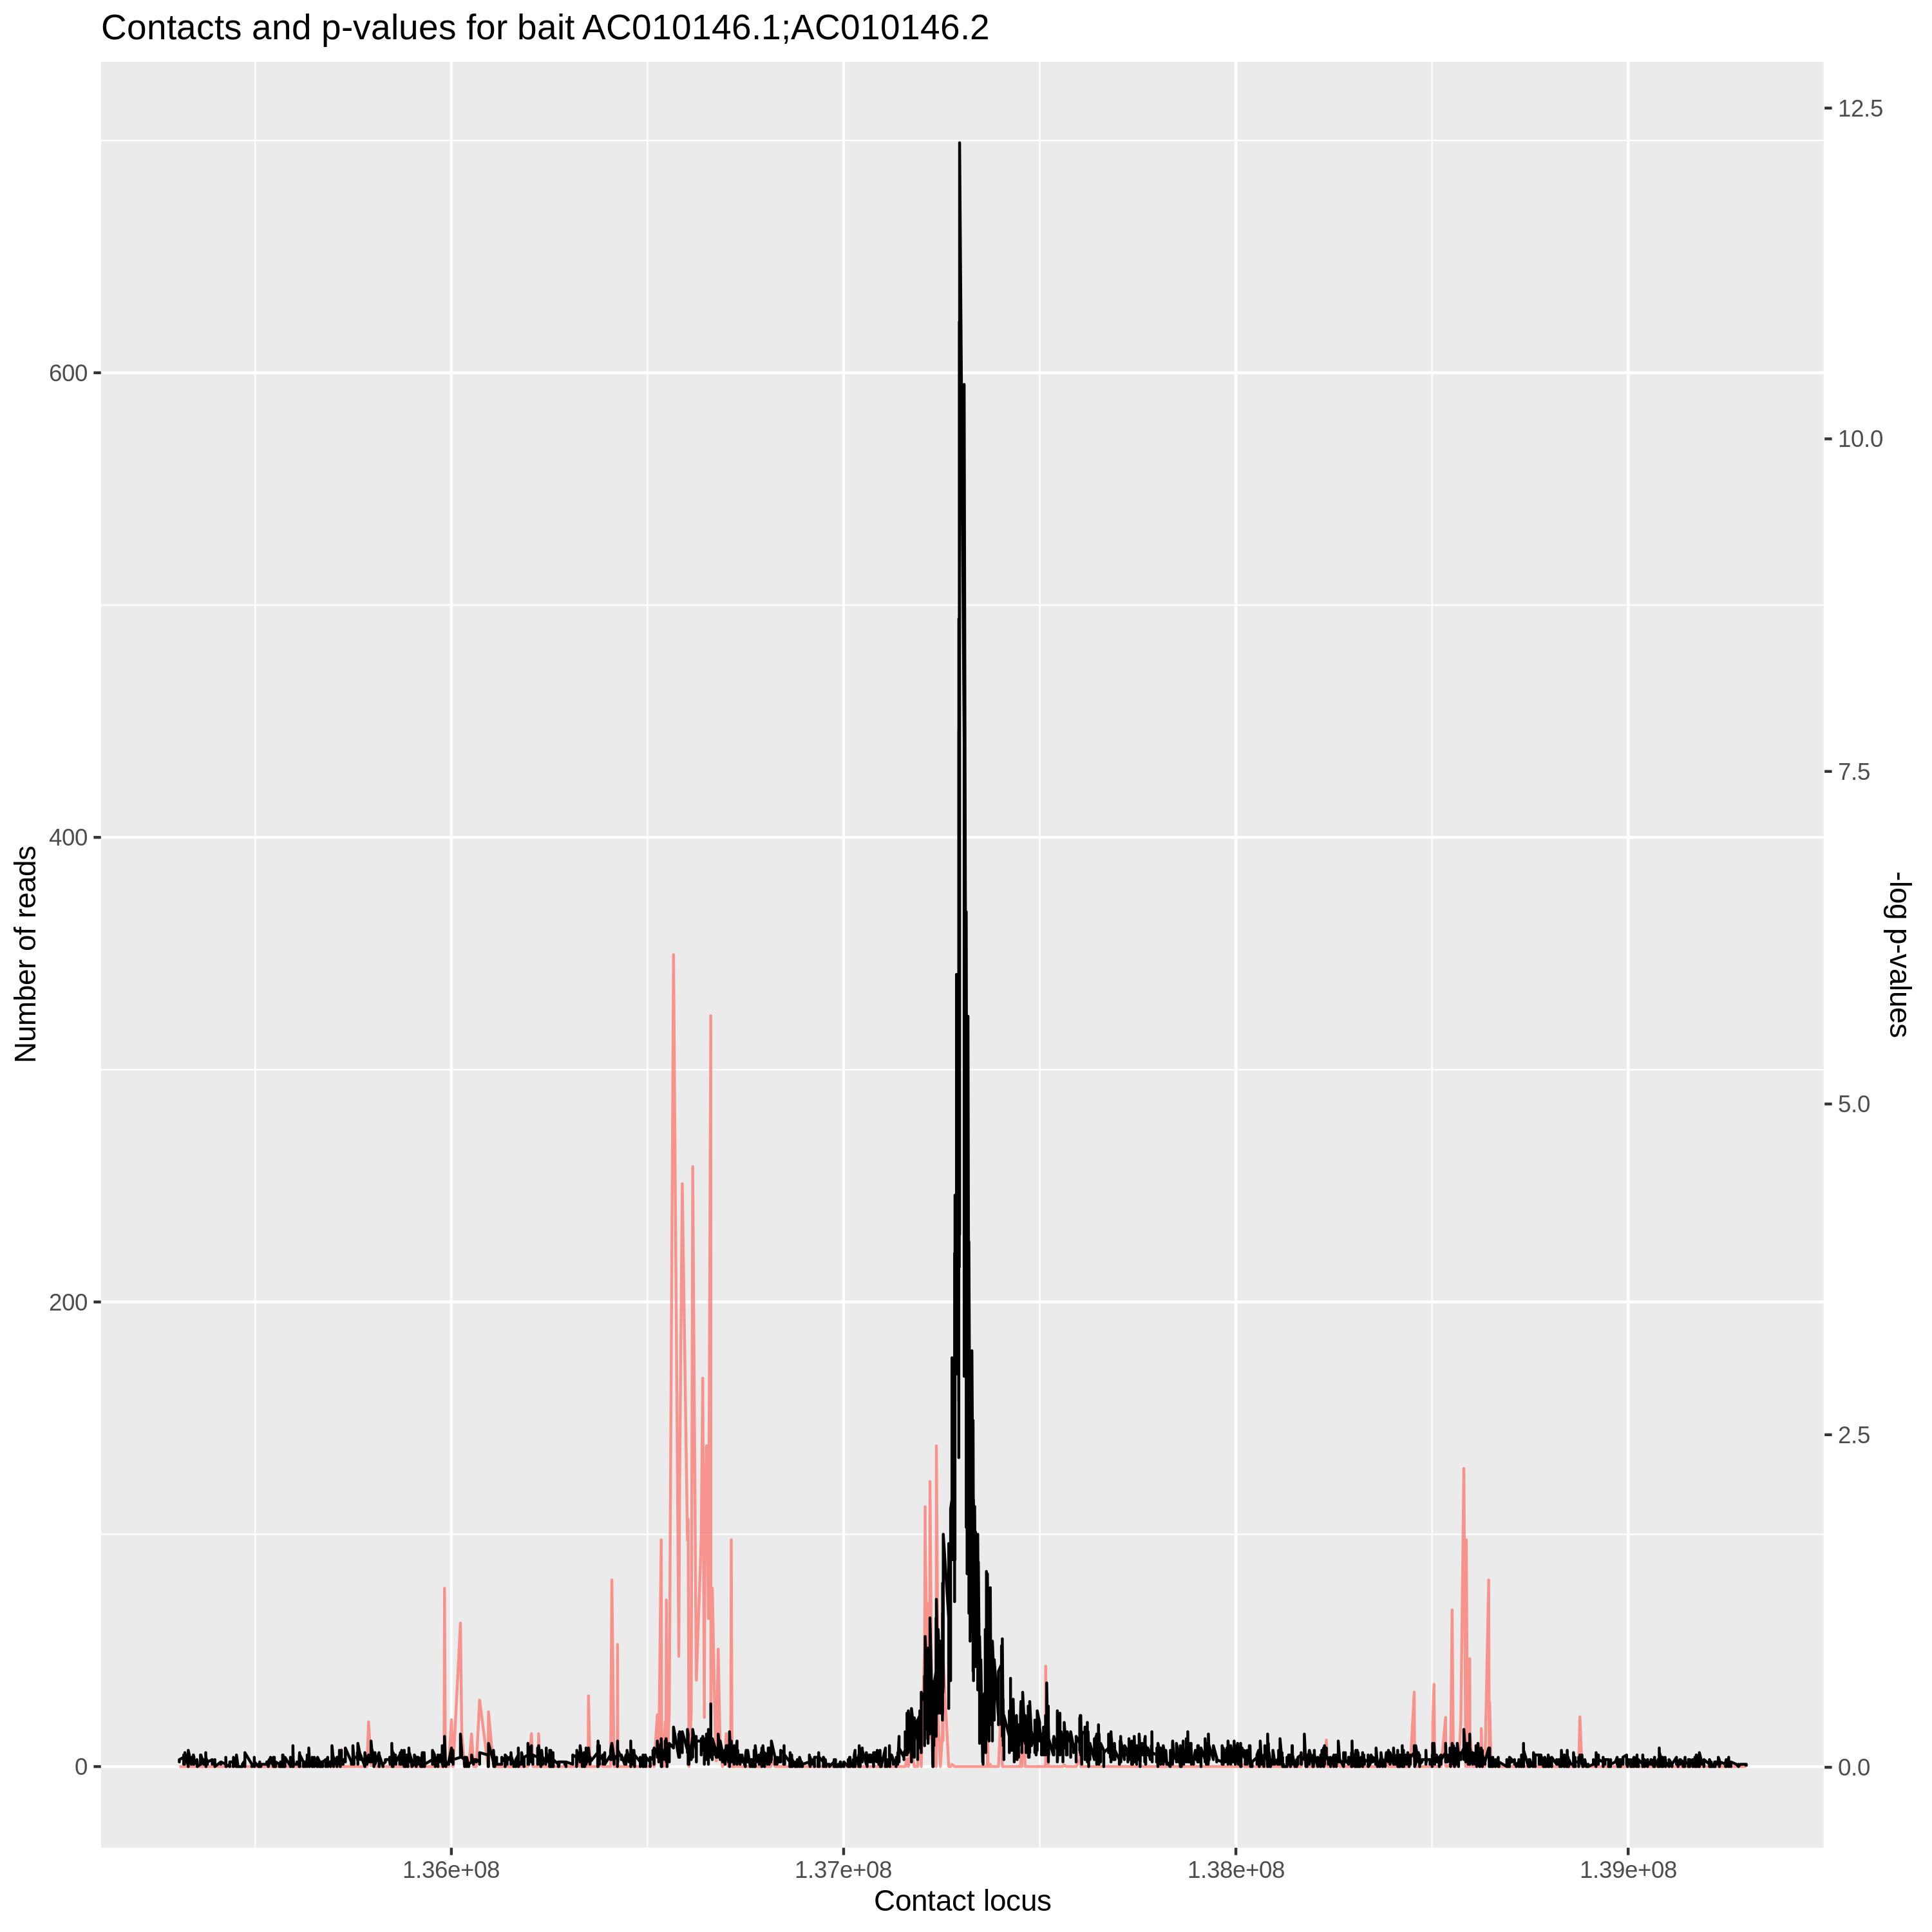 Contacts and p-values for bait AC010146.1;AC010146.2
Number of reads
600
400
200
0
12.5
10.0
7.5
5.0
2.5
0.0
-log p-values
1.36e+08
1.37e+08
1.38e+08
1.39e+08
Contact locus